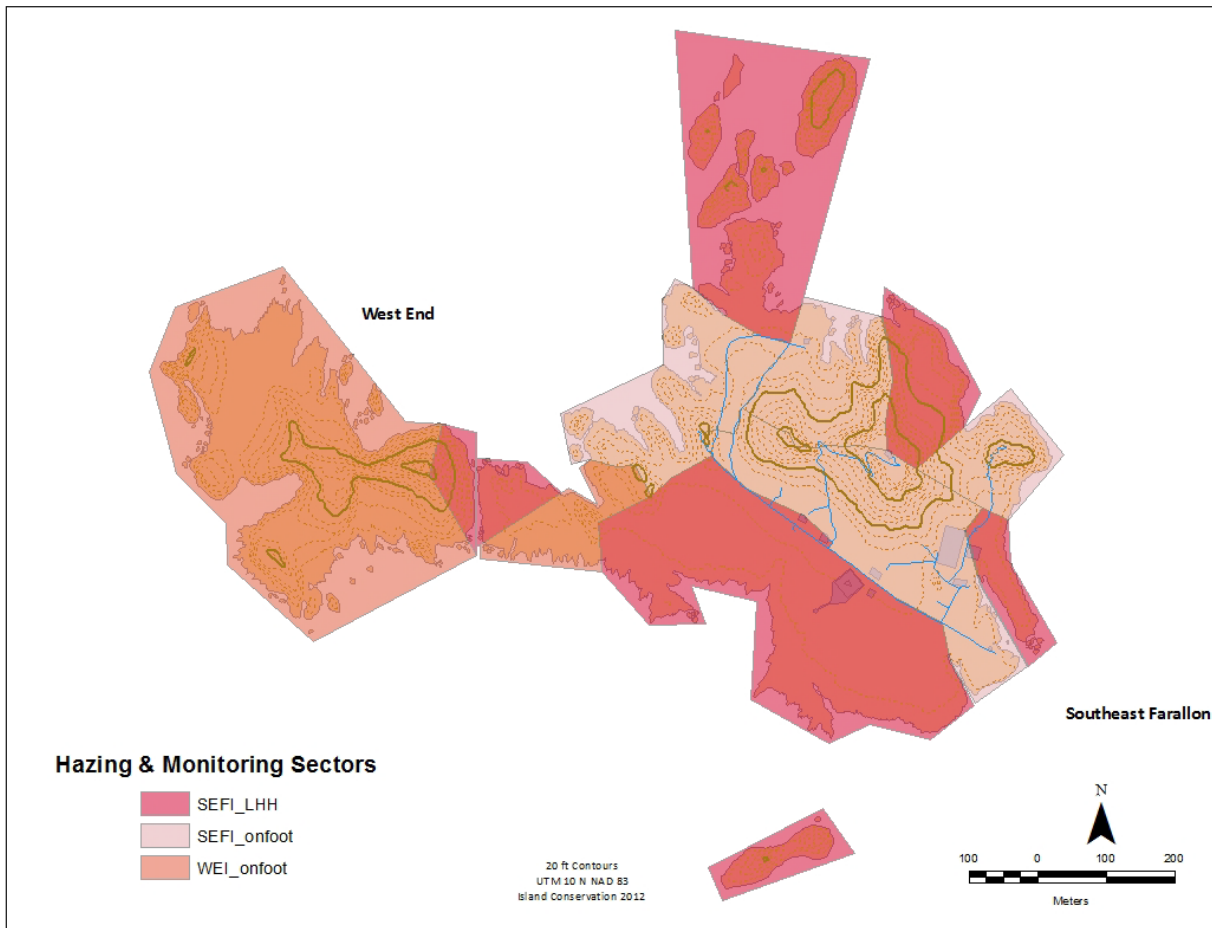 West End
Southeast Farallon
Hazing & Monitoring Sectors
SEFI_LHH
SEFI_onfoot
WEI_onfoot
20 ft Contours
UTM 10 N NAD 83
Island Conservation 2012
N
100 0 100 200
Meters